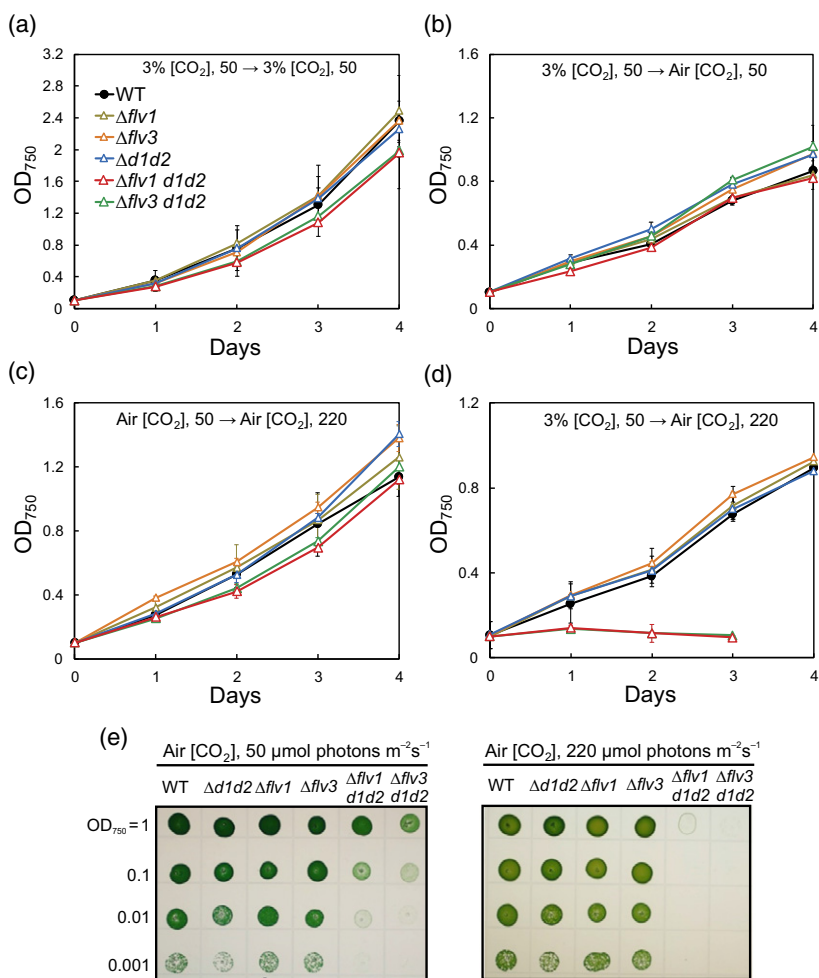 (a)
3% [CO₂], 50 → 3% [CO₂], 50
3.2
2.8
2.4
2
1.6
1.2
0.8
0.4
0
WT
Δflv1
Δflv3
Δd1d2
Δflv1 d1d2
Δflv3 d1d2
OD₇₅₀
0 1 2 3 4
Days
(b)
3% [CO₂], 50 → Air [CO₂], 50
1.6
1.2
0.8
0.4
0
OD₇₅₀
0 1 2 3 4
Days
(c)
Air [CO₂], 50 → Air [CO₂], 220
1.6
1.2
0.8
0.4
0
OD₇₅₀
0 1 2 3 4
Days
(d)
3% [CO₂], 50 → Air [CO₂], 220
1.2
0.8
0.4
0
OD₇₅₀
0 1 2 3 4
Days
(e)
Air [CO₂], 50 μmol photons m⁻²s⁻¹
WT Δd1d2 Δflv1 Δflv3 Δflv1 d1d2 Δflv3 d1d2
OD₇₅₀ = 1
0.1
0.01
0.001
Air [CO₂], 220 μmol photons m⁻²s⁻¹
WT Δd1d2 Δflv1 Δflv3 Δflv1 d1d2 Δflv3 d1d2